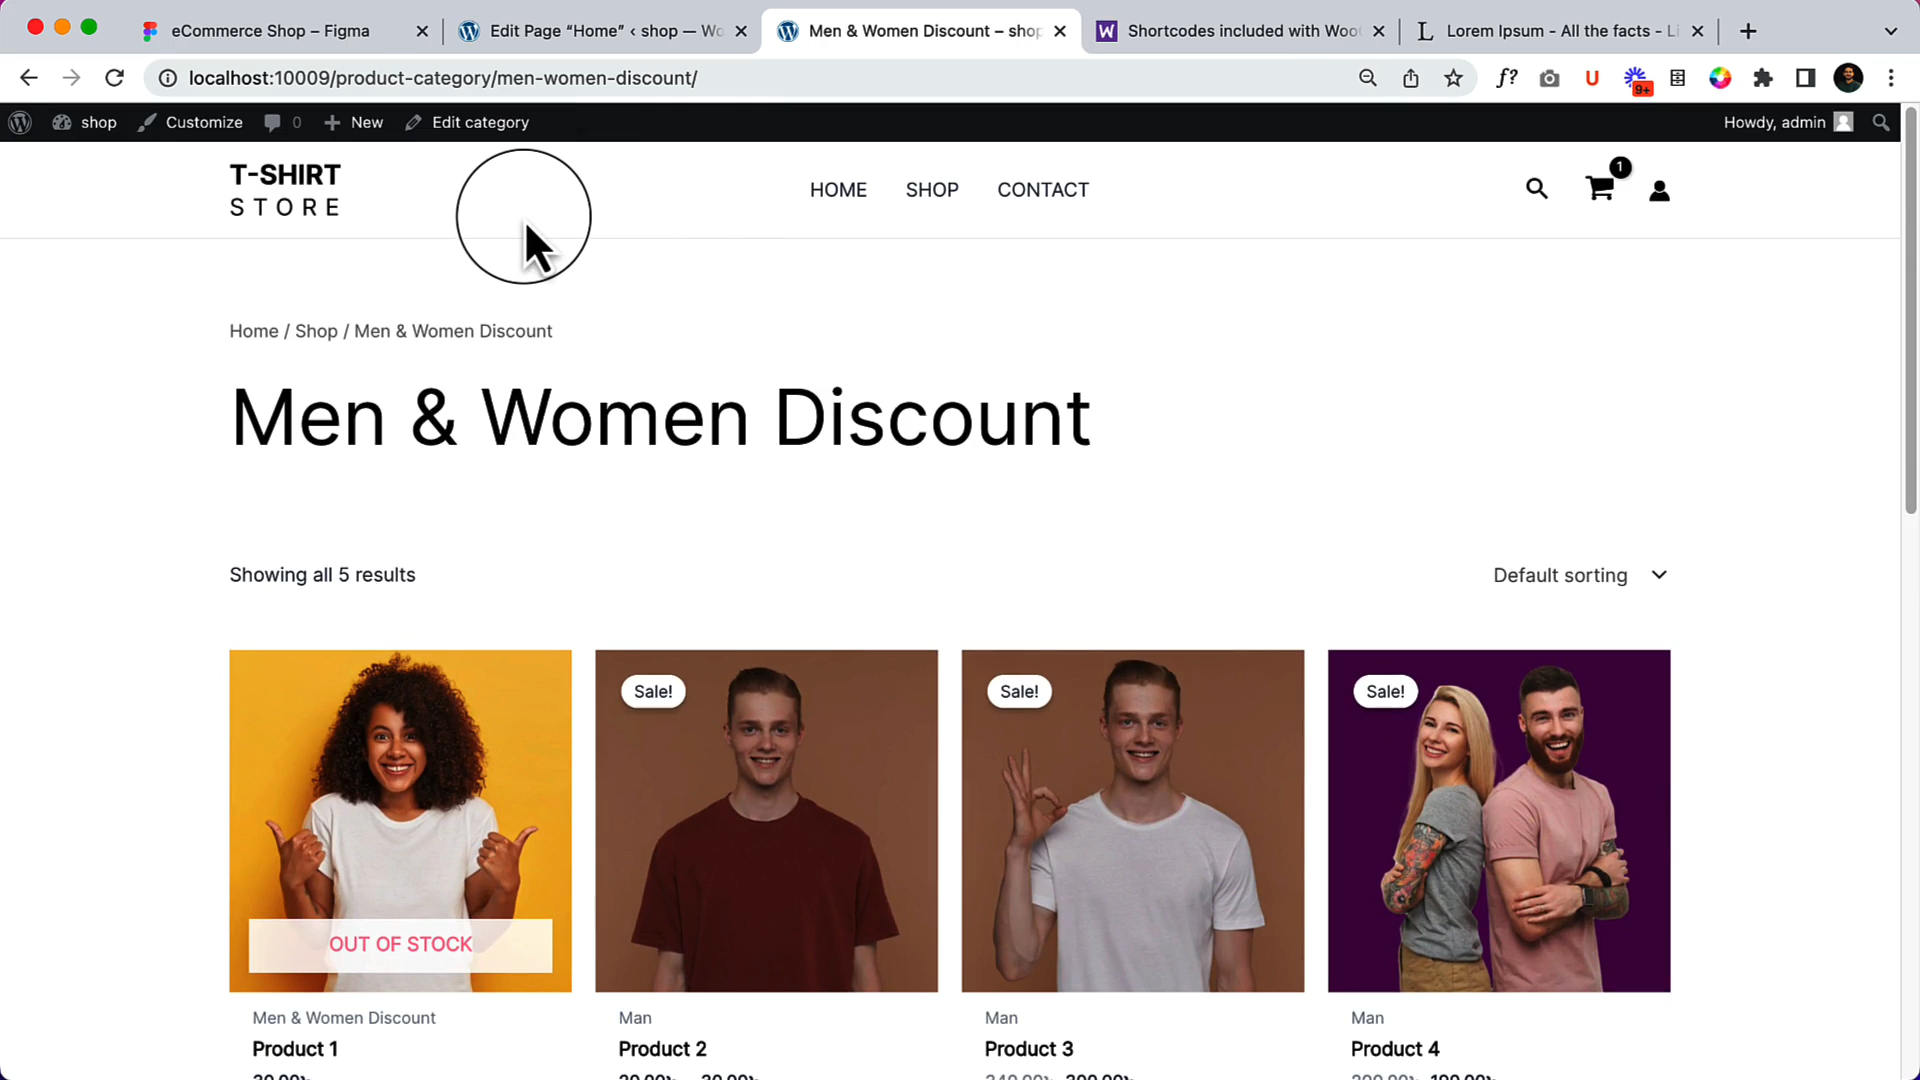 eCommerce Shop – Figma
Edit Page “Home” ‹ shop — Wo
Men & Women Discount – shop
Shortcodes included with Woo
Lorem Ipsum - All the facts - Li
localhost:10009/product-category/men-women-discount/
f?
U
9+
shop
Customize
0
New
Edit category
Howdy, admin
T-SHIRT
STORE
HOME
SHOP
CONTACT
1
Home / Shop / Men & Women Discount
Men & Women Discount
Showing all 5 results
Default sorting
Sale!
Sale!
Sale!
OUT OF STOCK
Men & Women Discount
Man
Man
Man
Product 1
Product 2
Product 3
Product 4